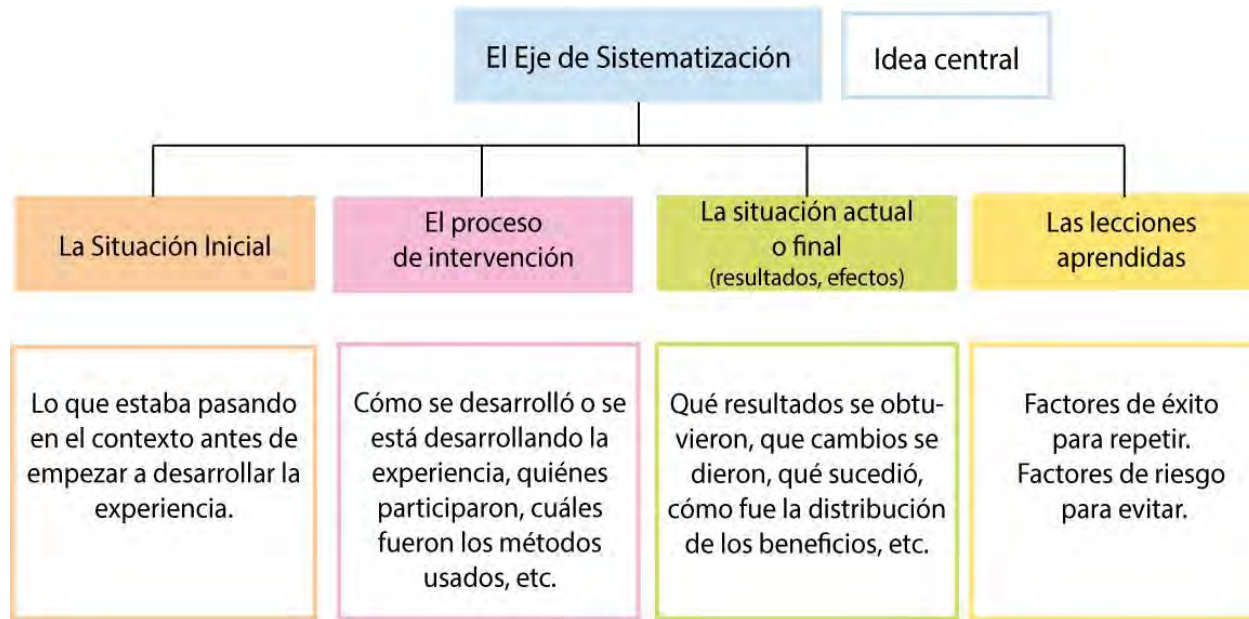 El Eje de Sistematización
Idea central
La Situación Inicial
El proceso
de intervención
La situación actual
o final
(resultados, efectos)
Las lecciones
aprendidas
Lo que estaba pasando
en el contexto antes de
empezar a desarrollar la
experiencia.
Cómo se desarrolló o se
está desarrollando la
experiencia, quiénes
participaron, cuáles
fueron los métodos
usados, etc.
Qué resultados se obtu-
vieron, que cambios se
dieron, qué sucedió,
cómo fue la distribución
de los beneficios, etc.
Factores de éxito
para repetir.
Factores de riesgo
para evitar.